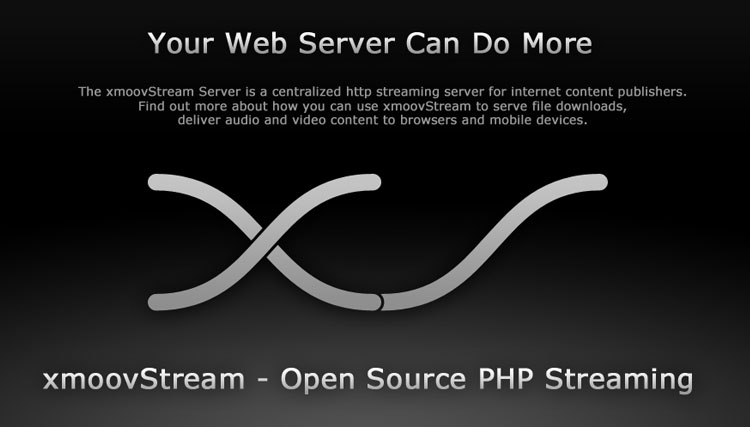 Your Web Server Can Do More
The xmoovStream Server is a centralized http streaming server for internet content publishers.
Find out more about how you can use xmoovStream to serve file downloads,
deliver audio and video content to browsers and mobile devices.
xmoovStream - Open Source PHP Streaming